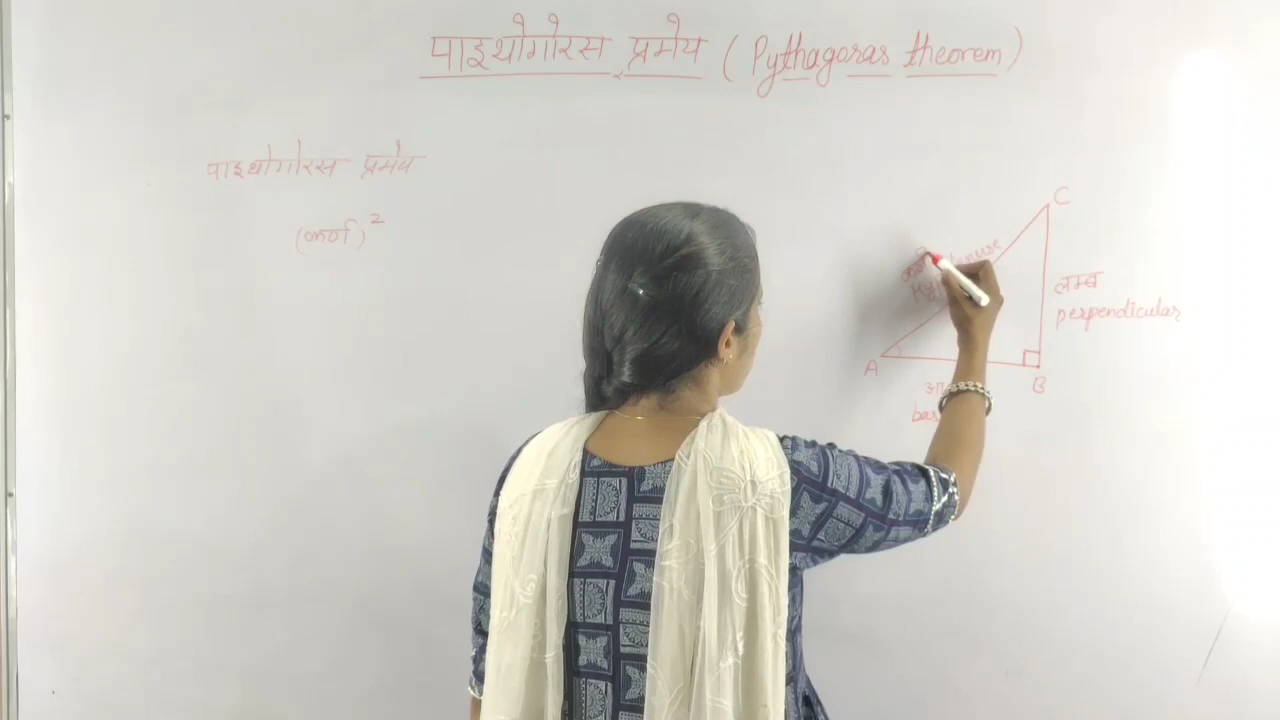 पाइथोगोरस प्रमेय ( Pythagoras theorem )
पाइथोगोरस प्रमेय
(कर्ण)²
C
लम्ब
perpendicular
A
B